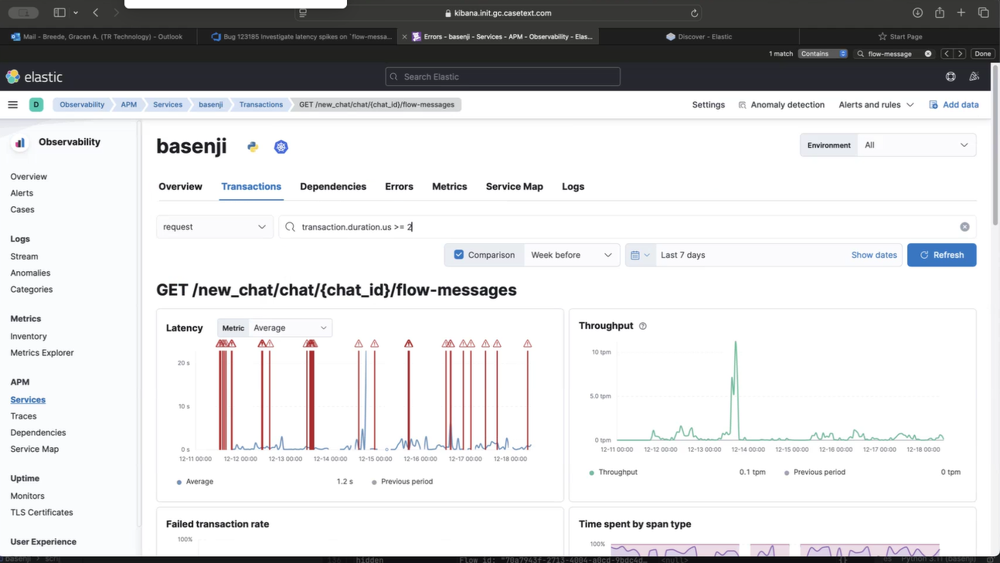 kibana.init.gc.casetext.com
Mail - Breede, Gracen A. (TR Technology) - Outlook
Bug 123185 Investigate latency spikes on `flow-messa...
Errors - basenji - Services - APM - Observability - Elas...
Discover - Elastic
Start Page
1 match Contains flow-message Done
elastic
Search Elastic
D Observability APM Services basenji Transactions GET /new_chat/chat/{chat_id}/flow-messages
Settings Anomaly detection Alerts and rules Add data
Observability
Overview
Alerts
Cases
Logs
Stream
Anomalies
Categories
Metrics
Inventory
Metrics Explorer
APM
Services
Traces
Dependencies
Service Map
Uptime
Monitors
TLS Certificates
User Experience
basenji
Environment All
Overview Transactions Dependencies Errors Metrics Service Map Logs
request transaction.duration.us >= 2
Comparison Week before Last 7 days Show dates Refresh
GET /new_chat/chat/{chat_id}/flow-messages
Latency Metric Average
20 s
10 s
0 s
12-11 00:00 12-12 00:00 12-13 00:00 12-14 00:00 12-15 00:00 12-16 00:00 12-17 00:00 12-18 00:00
Average 1.2 s Previous period
Throughput
10 tpm
5.0 tpm
0 tpm
12-11 00:00 12-12 00:00 12-13 00:00 12-14 00:00 12-15 00:00 12-16 00:00 12-17 00:00 12-18 00:00
Throughput 0.1 tpm Previous period 0 tpm
Failed transaction rate
100%
Time spent by span type
100%
basenji > scrij
hidden Flow id:
Python 3.11 (basenji)